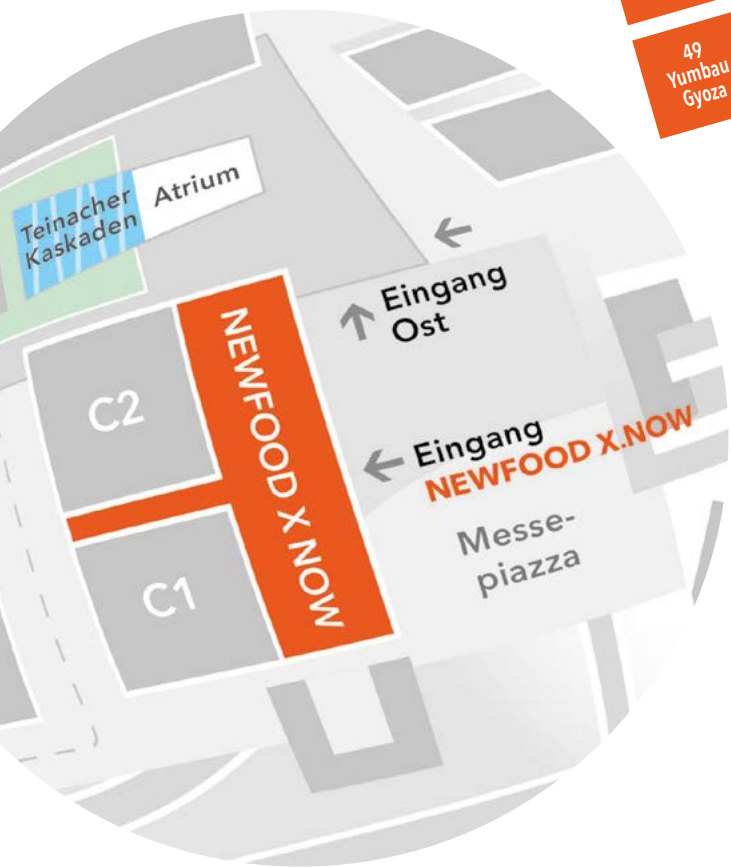 49
Yumbau
Gyoza
Teinacher
Kaskaden
Atrium
Eingang
Ost
NEWFOOD X NOW
C2
Eingang
NEWFOOD X.NOW
Messe-
piazza
C1